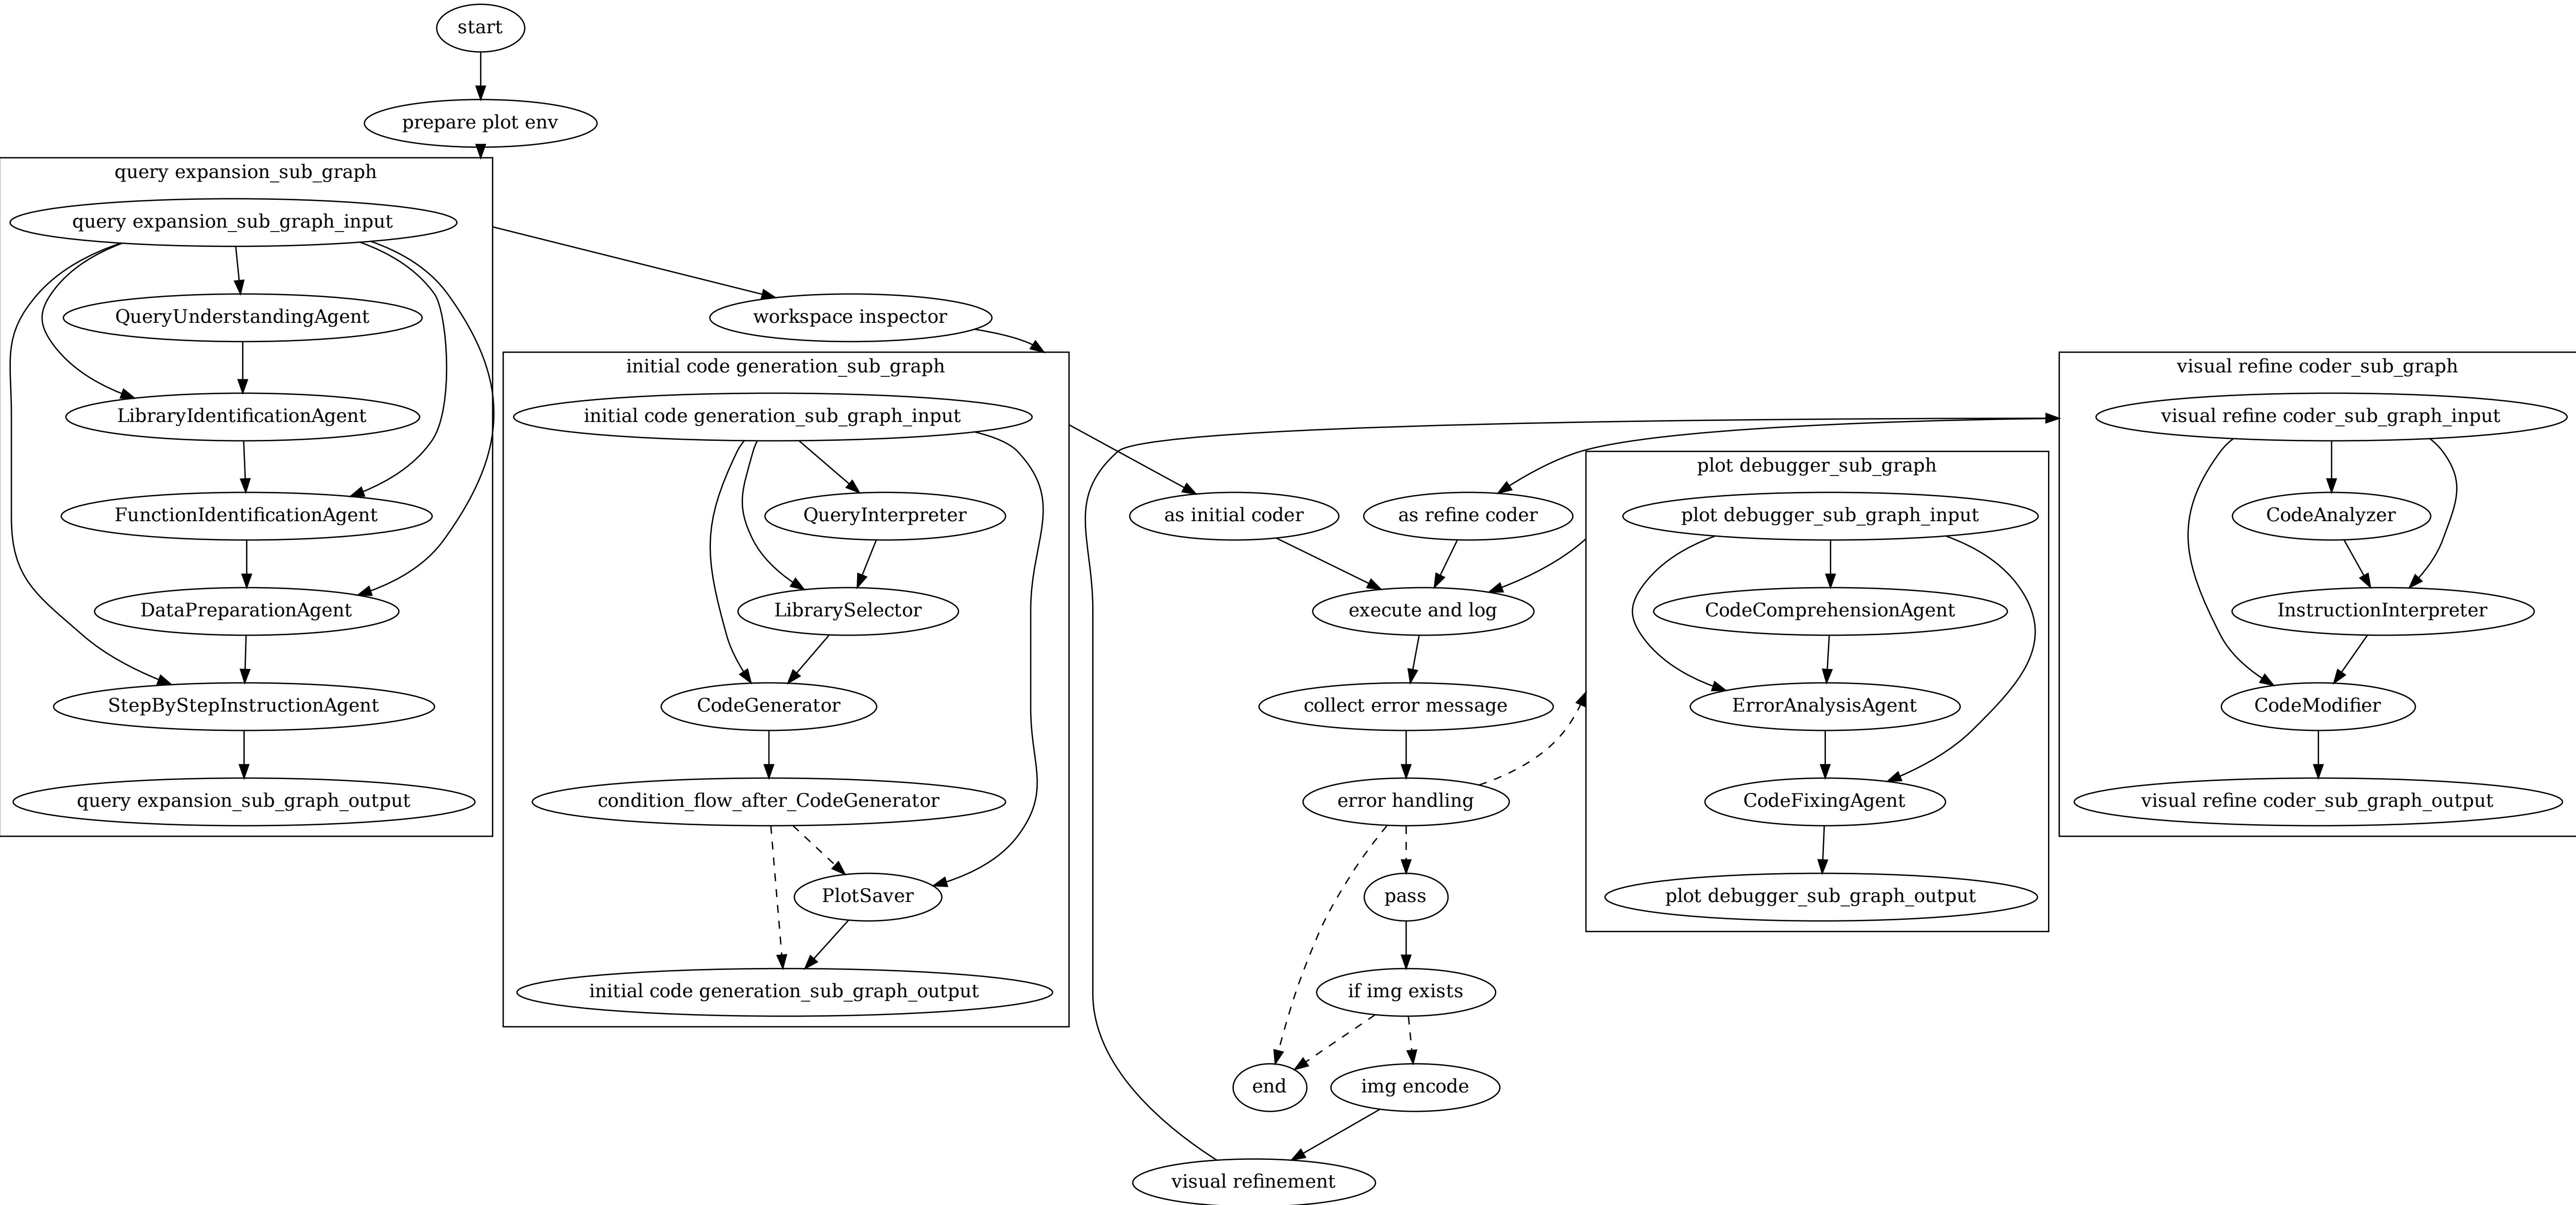 start
prepare plot env
query expansion_sub_graph
query expansion_sub_graph_input
QueryUnderstandingAgent
LibraryIdentificationAgent
FunctionIdentificationAgent
DataPreparationAgent
StepByStepInstructionAgent
query expansion_sub_graph_output
workspace inspector
initial code generation_sub_graph
initial code generation_sub_graph_input
QueryInterpreter
LibrarySelector
CodeGenerator
condition_flow_after_CodeGenerator
PlotSaver
initial code generation_sub_graph_output
as initial coder
as refine coder
execute and log
collect error message
error handling
pass
if img exists
end
img encode
visual refinement
plot debugger_sub_graph
plot debugger_sub_graph_input
CodeComprehensionAgent
ErrorAnalysisAgent
CodeFixingAgent
plot debugger_sub_graph_output
visual refine coder_sub_graph
visual refine coder_sub_graph_input
CodeAnalyzer
InstructionInterpreter
CodeModifier
visual refine coder_sub_graph_output